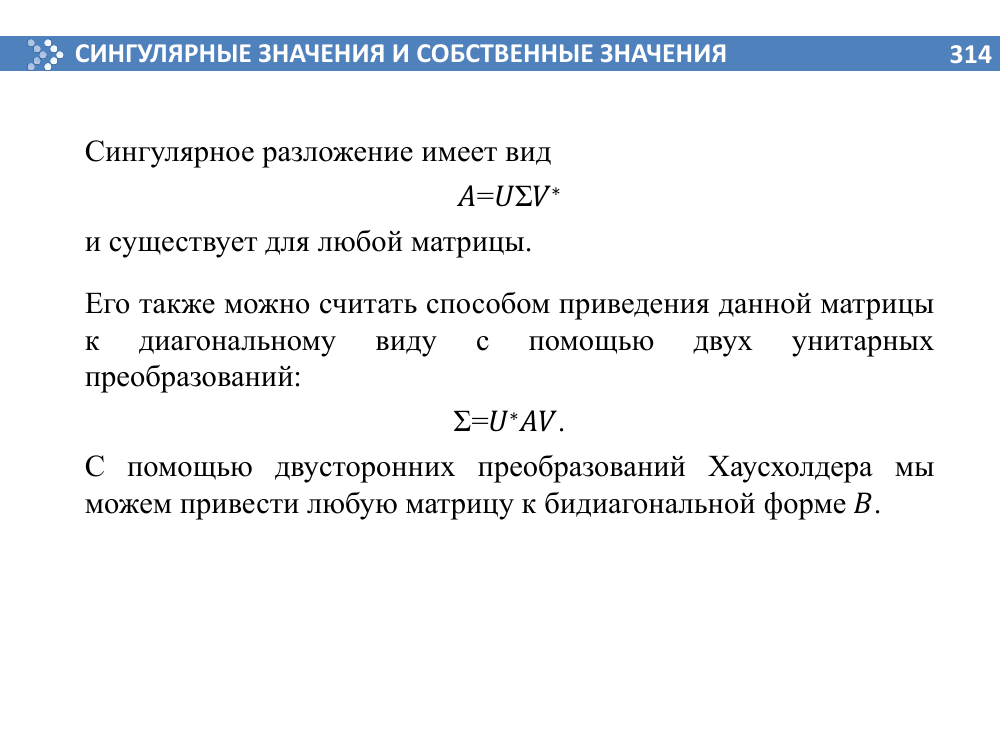 СИНГУЛЯРНЫЕ ЗНАЧЕНИЯ И СОБСТВЕННЫЕ ЗНАЧЕНИЯ 314
Сингулярное разложение имеет вид
A=UΣV*
и существует для любой матрицы.
Его также можно считать способом приведения данной матрицы
к диагональному виду с помощью двух унитарных
преобразований:
Σ=U*AV.
С помощью двусторонних преобразований Хаусхолдера мы
можем привести любую матрицу к бидиагональной форме B.